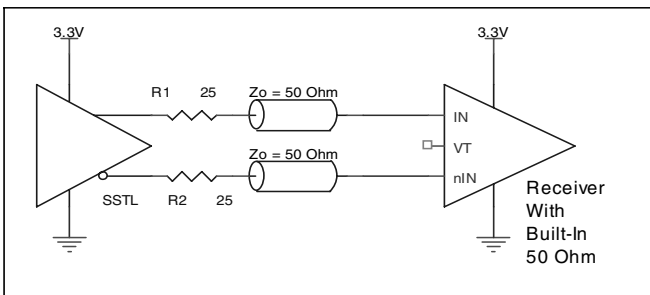 3.3V
3.3V
R1 25
Zo = 50 Ohm
IN
VT
Zo = 50 Ohm
nIN
SSTL
R2 25
Receiver
With
Built-In
50 Ohm